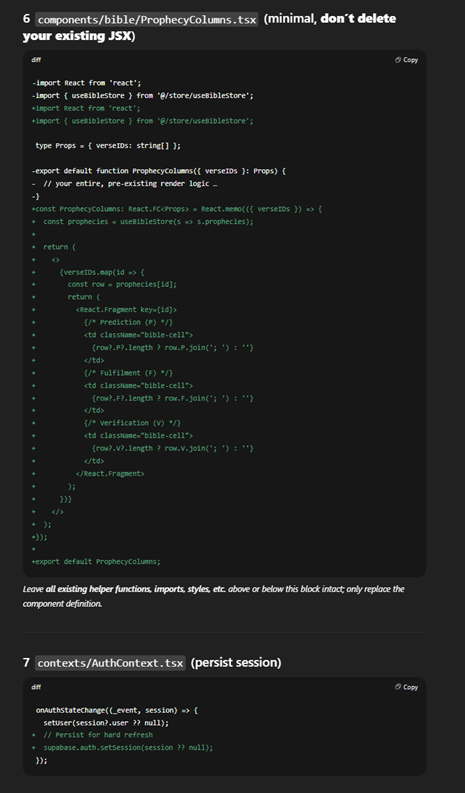 6 components/bible/ProphecyColumns.tsx (minimal, don´t delete
your existing JSX)
diff
Copy
-import React from 'react';
-import { useBibleStore } from '@/store/useBibleStore';
+import React from 'react';
+import { useBibleStore } from '@/store/useBibleStore';
type Props = { verseIDs: string[] };
-export default function ProphecyColumns({ verseIDs }: Props) {
-  // your entire, pre-existing render logic …
-}
+const ProphecyColumns: React.FC<Props> = React.memo(({ verseIDs }) => {
+  const prophecies = useBibleStore(s => s.prophecies);
+
+  return (
+    <>
+      {verseIDs.map(id => {
+        const row = prophecies[id];
+        return (
+          <React.Fragment key={id}>
+            {/* Prediction (P) */}
+            <td className="bible-cell">
+              {row?.P?.length ? row.P.join('; ') : ''}
+            </td>
+            {/* Fulfilment (F) */}
+            <td className="bible-cell">
+              {row?.F?.length ? row.F.join('; ') : ''}
+            </td>
+            {/* Verification (V) */}
+            <td className="bible-cell">
+              {row?.V?.length ? row.V.join('; ') : ''}
+            </td>
+          </React.Fragment>
+        );
+      })}
+    </>
+  );
+});
+
+export default ProphecyColumns;
Leave all existing helper functions, imports, styles, etc. above or below this block intact; only replace the
component definition.
7 contexts/AuthContext.tsx (persist session)
diff
Copy
onAuthStateChange((_event, session) => {
  setUser(session?.user ?? null);
+  // Persist for hard refresh
+  supabase.auth.setSession(session ?? null);
});